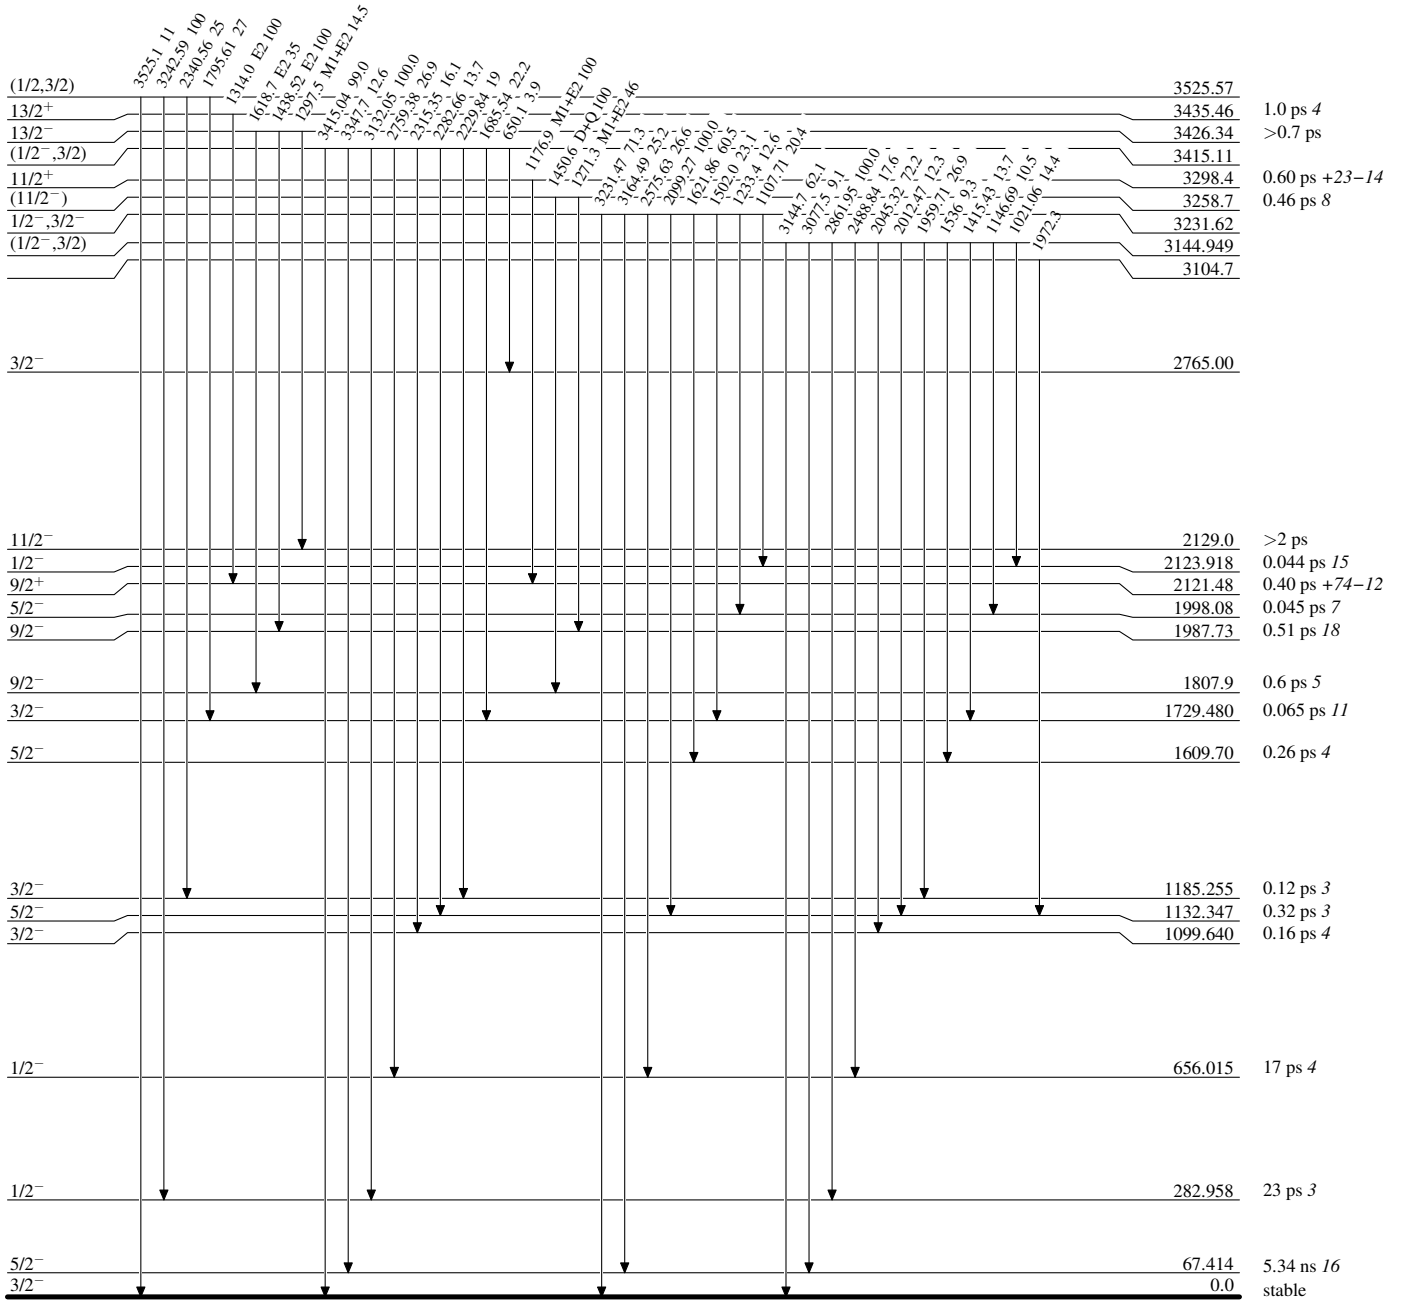 3525.1 11
3242.59 100
2340.56 25
1795.61 27
1314.0 E2 100
1618.7 E2 35
1438.52 E2 100
1297.5 M1+E2 14.5
3415.04 99.0
3347.7 12.6
3132.05 100.0
2759.38 26.9
2315.35 16.1
2282.66 13.7
2229.84 19
1685.54 22.2
650.1 3.9
1176.9 M1+E2 100
1450.6 D+Q 100
1271.3 M1+E2 46
3231.47 71.3
3164.49 25.2
2575.63 26.6
2099.27 100.0
1621.86 60.5
1502.0 23.1
1233.4 12.6
1107.71 20.4
3144.7 62.1
3077.5 9.1
2861.95 100.0
2488.84 17.6
2045.32 72.2
2012.47 12.3
1959.71 26.9
1536 9.3
1415.43 13.7
1146.69 10.5
1021.06 14.4
1972.3
(1/2,3/2) 3525.57
13/2⁺ 3435.46 1.0 ps 4
13/2⁻ 3426.34 >0.7 ps
(1/2⁻,3/2) 3415.11
11/2⁺ 3298.4 0.60 ps +23−14
(11/2⁻) 3258.7 0.46 ps 8
1/2⁻,3/2⁻ 3231.62
(1/2⁻,3/2) 3144.949
3104.7
3/2⁻ 2765.00
11/2⁻ 2129.0 >2 ps
1/2⁻ 2123.918 0.044 ps 15
9/2⁺ 2121.48 0.40 ps +74−12
5/2⁻ 1998.08 0.045 ps 7
9/2⁻ 1987.73 0.51 ps 18
9/2⁻ 1807.9 0.6 ps 5
3/2⁻ 1729.480 0.065 ps 11
5/2⁻ 1609.70 0.26 ps 4
3/2⁻ 1185.255 0.12 ps 3
5/2⁻ 1132.347 0.32 ps 3
3/2⁻ 1099.640 0.16 ps 4
1/2⁻ 656.015 17 ps 4
1/2⁻ 282.958 23 ps 3
5/2⁻ 67.414 5.34 ns 16
3/2⁻ 0.0 stable